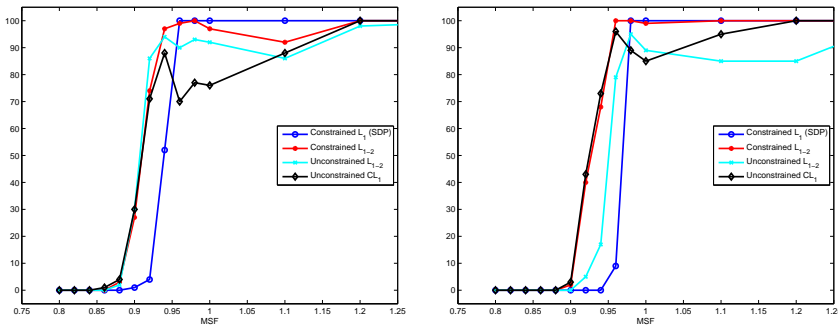 100
90
80
70
60
50
40
30
20
10
0
0.75 0.8 0.85 0.9 0.95 1 1.05 1.1 1.15 1.2 1.25
MSF
Constrained L1 (SDP)
Constrained L1−2
Unconstrained L1−2
Unconstrained CL1
100
90
80
70
60
50
40
30
20
10
0
0.75 0.8 0.85 0.9 0.95 1 1.05 1.1 1.15 1.2 1.25
MSF
Constrained L1 (SDP)
Constrained L1−2
Unconstrained L1−2
Unconstrained CL1